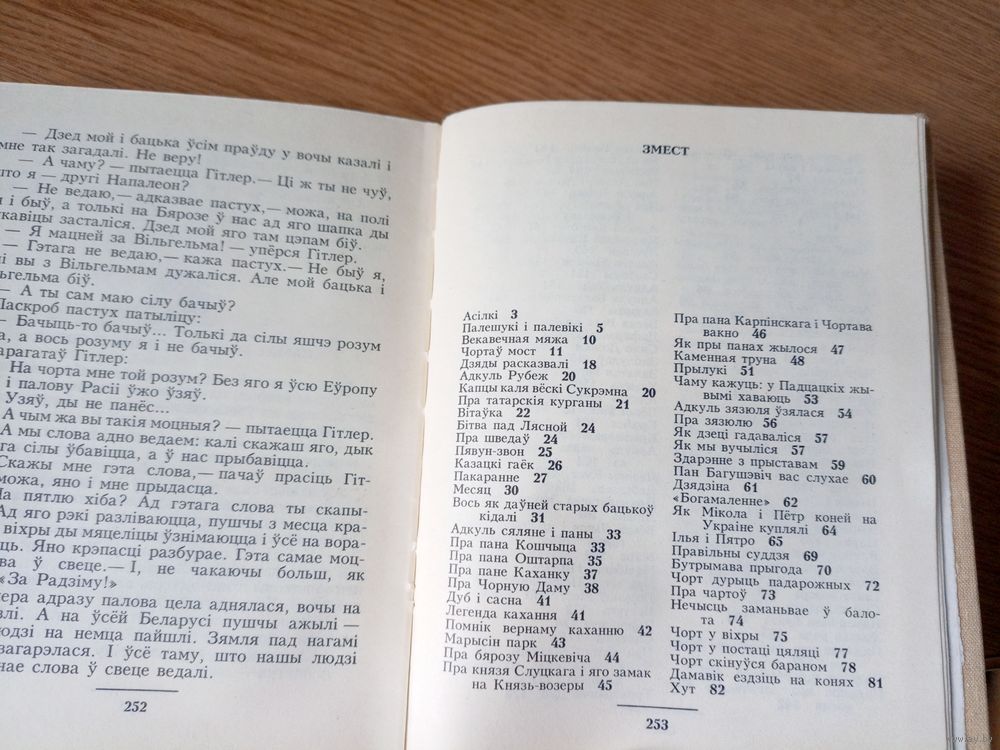 — Дзед мой і бацька ўсім праўду у вочы казалі і
мне так загадалі. Не веру!
— А чаму? — пытаецца Гітлер.— Ці ж ты не чуў,
што я — другі Напалеон?
— Не ведаю,— адказвае пастух,— можа, на полі
і быў, а толькі на Бярозе ў нас ад яго шапка ды
засталіся. Дзед мой яго там цэпам біў.
— Я мацней за Вільгельма! — упёрся Гітлер.
— Гэтага не ведаю,— кажа пастух.— Не быў я,
вы з Вільгельмам дужаліся. Але мой бацька і
біў.
— А ты сам маю сілу бачыў?
Паскроб пастух патыліцу:
— Бачыць-то бачыў... Толькі да сілы яшчэ розум
а вось розуму я і не бачыў.
Гітлер:
На чорта мне той розум? Без яго я ўсю Еўропу
і палову Расіі ўжо ўзяў.
Узяў, ды не панёс...
А чым жа вы такія моцныя? — пытаецца Гітлер.
А мы слова адно ведаем: калі скажаш яго, дык
сілы ўбавіцца, а ў нас прыбавіцца.
Скажы мне гэта слова,— пачаў прасіць Гіт-
можа, яно і мне прыдасца.
На пятлю хіба? Ад гэтага слова ты скапы-
Ад яго рэкі разліваюцца, пушчы з месца кра-
віхры ды мяцеліцы ўзнімаюцца і ўсё на вора-
Яно крэпасці разбурае. Гэта самае моц-
ў свеце.— І, не чакаючы больш, як
«За Радзіму!»
адразу палова цела аднялася, вочы на
А на ўсёй Беларусі пушчы ажылі —
на немца пайшлі. Зямля пад нагамі
загарэлася. І ўсё таму, што нашы людзі
слова ў свеце ведалі.
252
ЗМЕСТ
Асілкі 3
Палешукі і палевікі 5
Векавечная мяжа 10
Чортаў мост 11
Дзяды расказвалі 18
Адкуль Рубеж 20
Капцы каля вёскі Сукрэмна 20
Пра татарскія курганы 21
Вітаўка 22
Бітва пад Лясной 24
Пра шведаў 24
Пявун-звон 25
Казацкі гаёк 26
Пакаранне 27
Месяц 30
Вось як даўней старых бацькоў
кідалі 31
Адкуль сяляне і паны 33
Пра пана Кошчыца 33
Пра пана Оштарпа 35
Пра пане Каханку 37
Пра Чорную Даму 38
Дуб і сасна 41
Легенда кахання 41
Помнік вернаму каханню 42
Марысін парк 43
Пра бярозу Міцкевіча 44
Пра князя Слуцкага і яго замак
на Князь-возеры 45
Пра пана Карпінскага і Чортава
вакно 46
Як пры панах жылося 47
Каменная труна 48
Прылукі 51
Чаму кажуць: у Падцацкіх жы-
вымі хаваюць 53
Адкуль зязюля ўзялася 54
Пра зязюлю 56
Як дзеці гадаваліся 57
Як мы вучыліся 57
Здарэнне з прыставам 59
Пан Багушэвіч вас слухае 60
Дзядзіна 61
«Богамаленне» 62
Як Мікола і Пётр коней на
Украіне куплялі 64
Ілья і Пятро 65
Правільны суддзя 69
Бутрымава прыгода 70
Чорт дурыць падарожных 72
Пра чартоў 73
Нечысць заманьвае ў бало-
та 74
Чорт у віхры 75
Чорт у постаці цяляці 77
Чорт скінуўся бараном 78
Дамавік ездзіць на конях 81
Хут 82
253